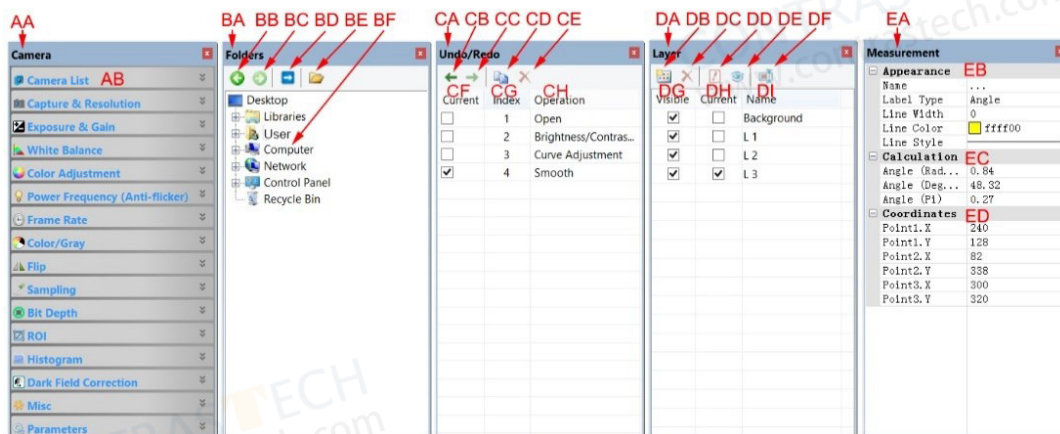 AA
BA BB BC BD BE BF
CA CB CC CD CE
DA DB DC DD DE DF
EA
Camera
AB
Camera List
Capture & Resolution
Exposure & Gain
White Balance
Color Adjustment
Power Frequency (Anti-flicker)
Frame Rate
Color/Gray
Flip
Sampling
Bit Depth
ROI
Histogram
Dark Field Correction
Misc
Parameters
Folders
Desktop
Libraries
User
Computer
Network
Control Panel
Recycle Bin
Undo/Redo
CF CG CH
Current Index Operation
1 Open
2 Brightness/Contras...
3 Curve Adjustment
4 Smooth
Layer
DG DH DI
Visible Current Name
Background
L 1
L 2
L 3
Measurement
Appearance EB
Name ...
Label Type Angle
Line Width 0
Line Color ffff00
Line Style
Calculation EC
Angle (Rad... 0.84
Angle (Deg... 48.32
Angle (Pi) 0.27
Coordinates ED
Point1.X 240
Point1.Y 128
Point2.X 82
Point2.Y 338
Point3.X 300
Point3.Y 320